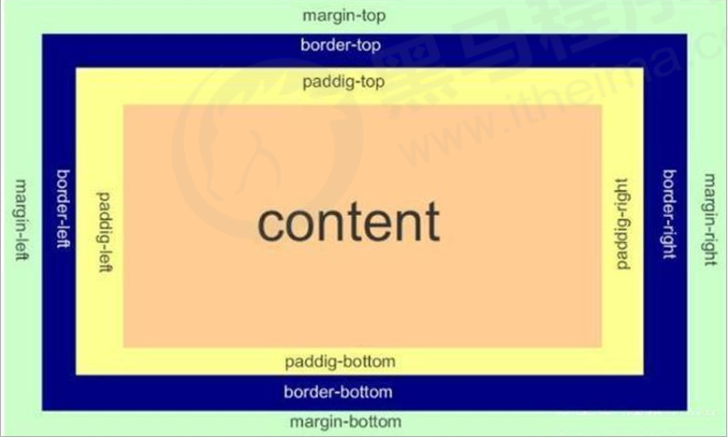 margin-top
border-top
paddig-top
黑马程序员
www.itheima.c
margin-left
border-left
paddig-left
content
paddig-right
border-right
margin-right
paddig-bottom
border-bottom
margin-bottom